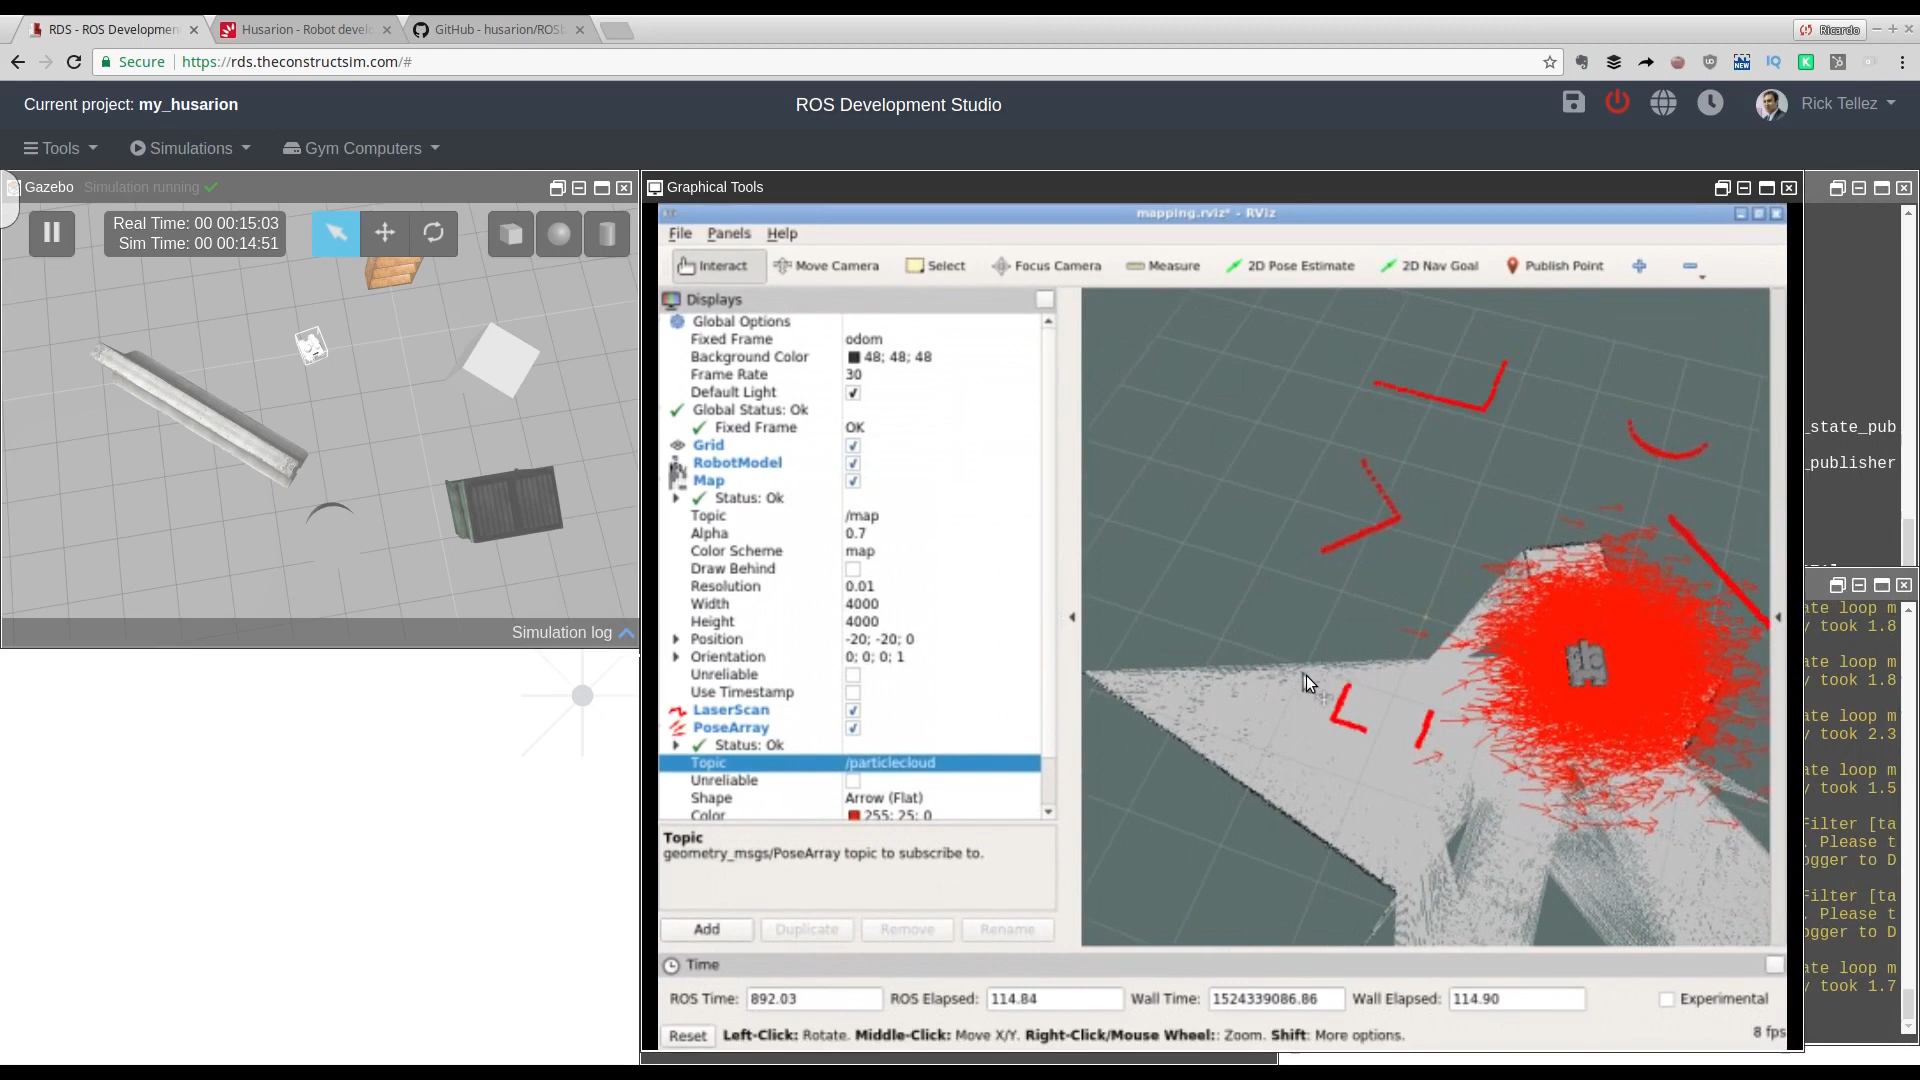 RDS - ROS Developmen
Husarion - Robot devel
GitHub - husarion/ROSb
Ricardo
Secure https://rds.theconstructsim.com/#
NEW
IQ
K
Current project: my_husarion
ROS Development Studio
Rick Tellez
Tools
Simulations
Gym Computers
Gazebo Simulation running
Real Time: 00 00:15:03
Sim Time: 00 00:14:51
Simulation log
Graphical Tools
mapping.rviz* - RViz
File Panels Help
Interact Move Camera Select Focus Camera Measure 2D Pose Estimate 2D Nav Goal Publish Point
Displays
Global Options
Fixed Frame odom
Background Color 48; 48; 48
Frame Rate 30
Default Light
Global Status: Ok
Fixed Frame OK
Grid
RobotModel
Map
Status: Ok
Topic /map
Alpha 0.7
Color Scheme map
Draw Behind
Resolution 0.01
Width 4000
Height 4000
Position -20; -20; 0
Orientation 0; 0; 0; 1
Unreliable
Use Timestamp
LaserScan
PoseArray
Status: Ok
Topic /particlecloud
Unreliable
Shape Arrow (Flat)
Color 255; 25; 0
Topic
geometry_msgs/PoseArray topic to subscribe to.
Add Duplicate Remove Rename
Time
ROS Time: 892.03 ROS Elapsed: 114.84 Wall Time: 1524339086.86 Wall Elapsed: 114.90 Experimental
Reset Left-Click: Rotate. Middle-Click: Move X/Y. Right-Click/Mouse Wheel:: Zoom. Shift: More options. 8 fps
_state_pub
_publisher
ate loop m
y took 1.8
ate loop m
y took 1.8
ate loop m
y took 2.3
ate loop m
y took 1.5
Filter [ta
. Please t
ogger to D
Filter [ta
. Please t
ogger to D
ate loop m
y took 1.7